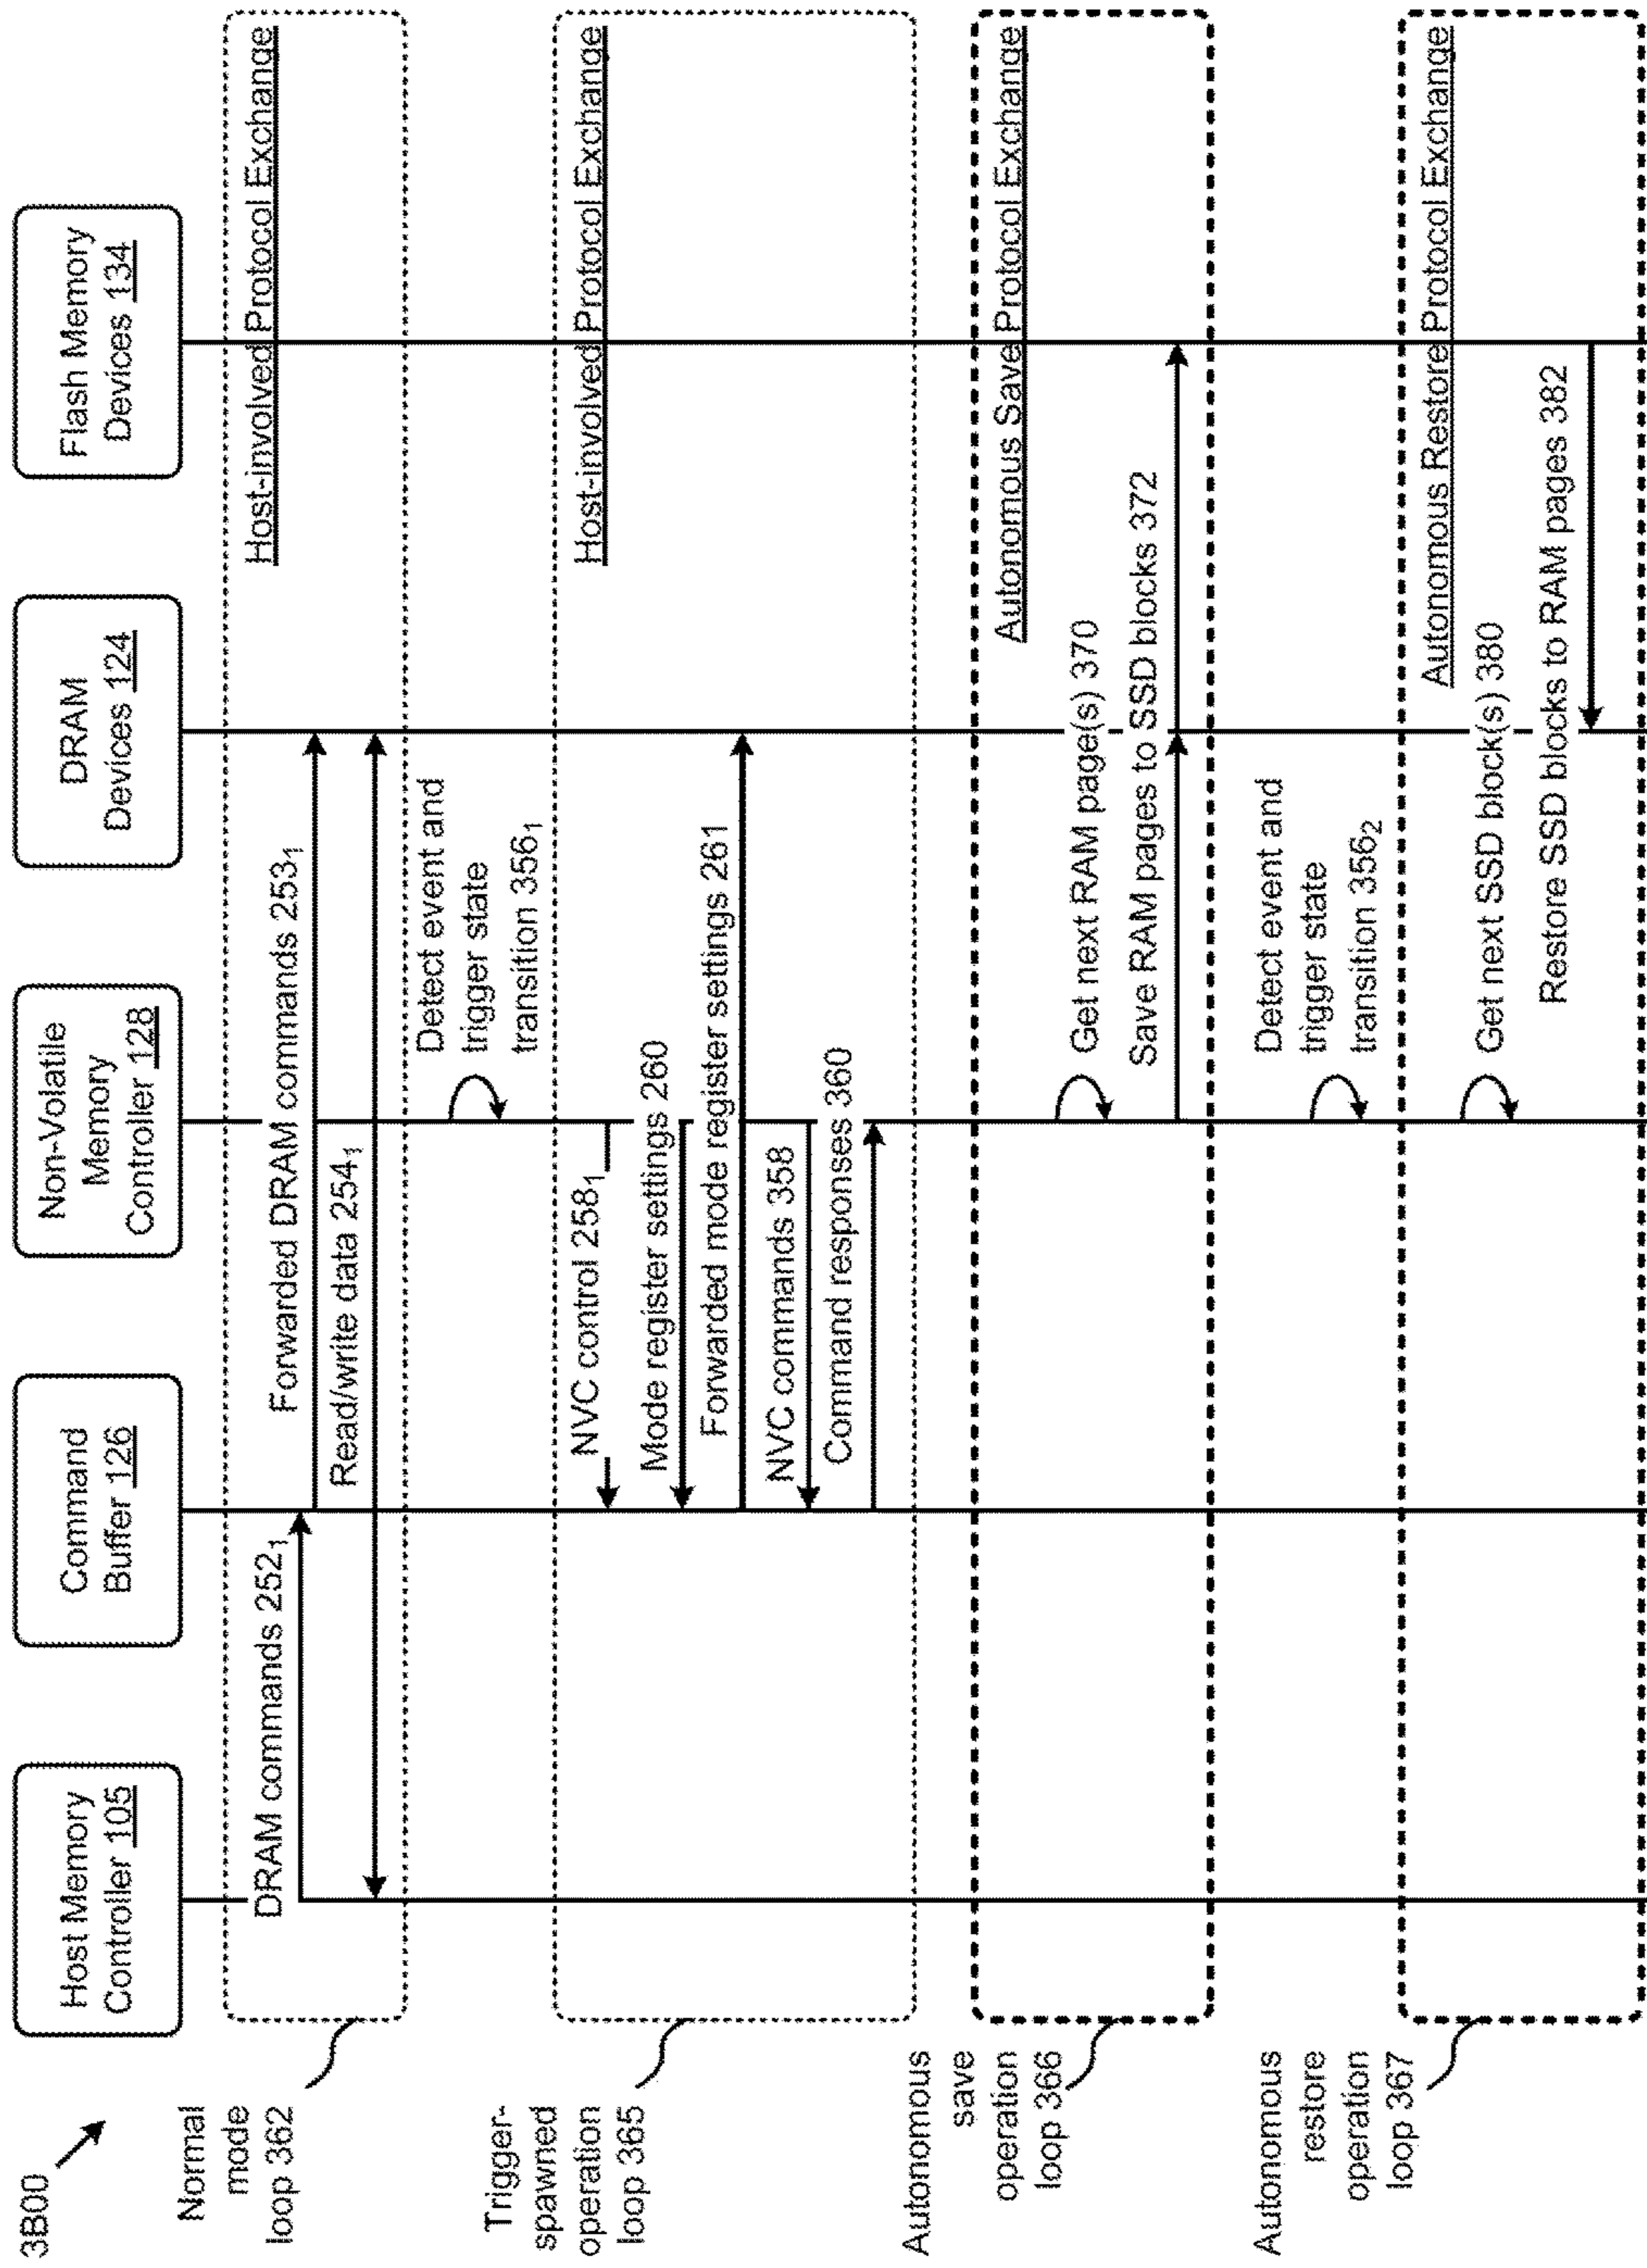 3B00
Host Memory
Controller 105
Command
Buffer 126
Non-Volatile
Memory
Controller 128
DRAM
Devices 124
Flash Memory
Devices 134
Normal
mode
loop 362
Host-involved Protocol Exchange
DRAM commands 252₁
Forwarded DRAM commands 253₁
Read/write data 254₁
Detect event and
trigger state
transition 356₁
Trigger-
spawned
operation
loop 365
Host-involved Protocol Exchange
NVC control 258₁
Mode register settings 260
Forwarded mode register settings 261
NVC commands 358
Command responses 360
Autonomous
save
operation
loop 366
Autonomous Save Protocol Exchange
Get next RAM page(s) 370
Save RAM pages to SSD blocks 372
Detect event and
trigger state
transition 356₂
Autonomous
restore
operation
loop 367
Autonomous Restore Protocol Exchange
Get next SSD block(s) 380
Restore SSD blocks to RAM pages 382